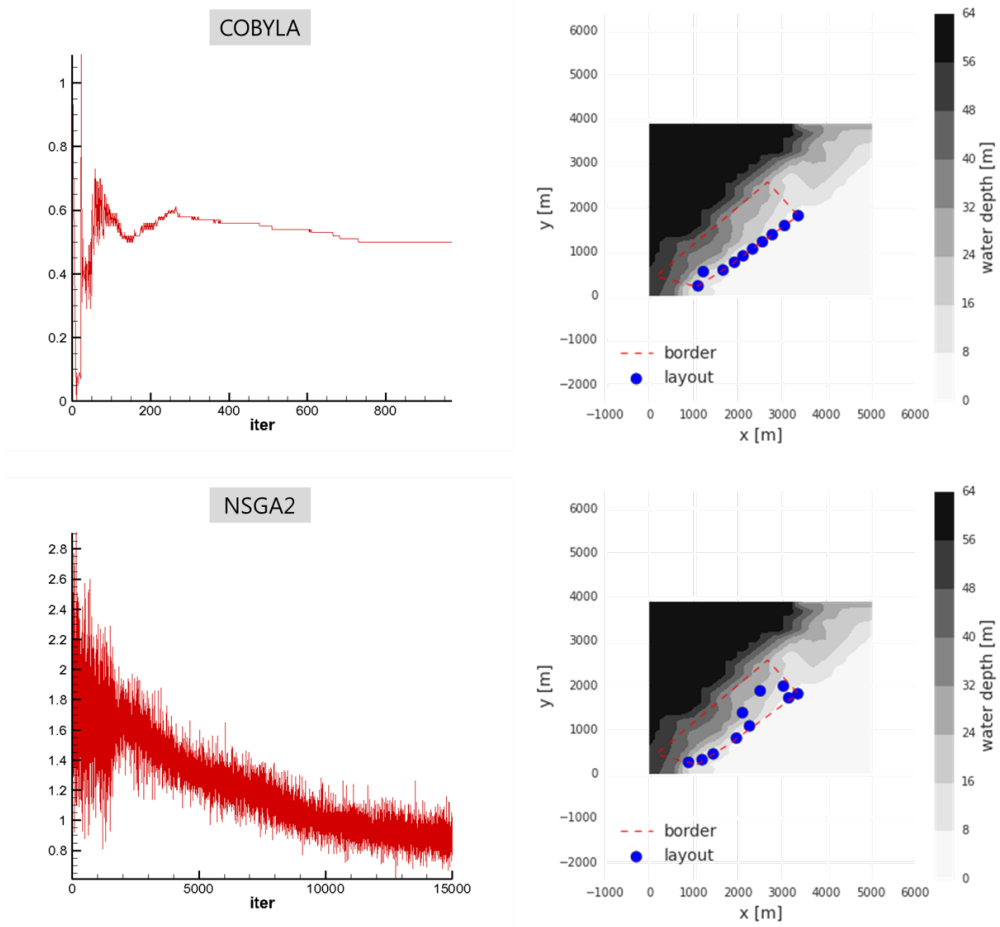 COBYLA
1
0.8
0.6
0.4
0.2
0
0 200 400 600 800
iter
6000
5000
4000
3000
2000
1000
0
−1000
−2000
y [m]
border
layout
−1000 0 1000 2000 3000 4000 5000 6000
x [m]
64
56
48
40
32
24
16
8
0
water depth [m]
NSGA2
2.8
2.6
2.4
2.2
2
1.8
1.6
1.4
1.2
1
0.8
0 5000 10000 15000
iter
6000
5000
4000
3000
2000
1000
0
−1000
−2000
y [m]
border
layout
−1000 0 1000 2000 3000 4000 5000 6000
x [m]
64
56
48
40
32
24
16
8
0
water depth [m]